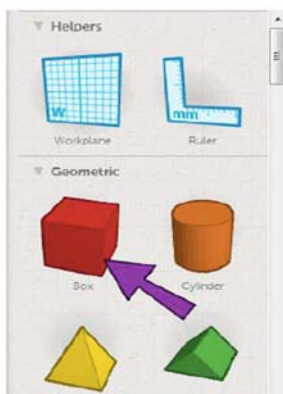 Helpers
W
mm
Workplane
Ruler
Geometric
Box
Cylinder